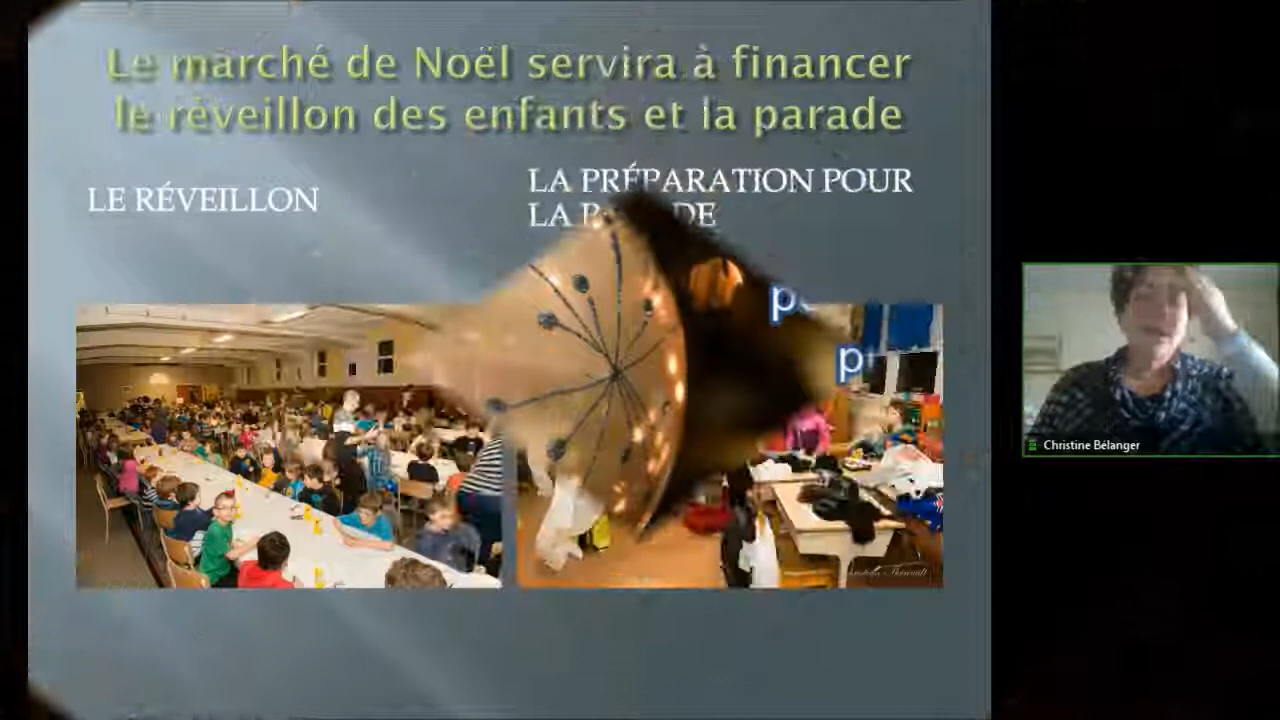 Le marché de Noël servira à financer
le réveillon des enfants et la parade
LE RÉVEILLON
LA PRÉPARATION POUR
LA
Christine Bélanger